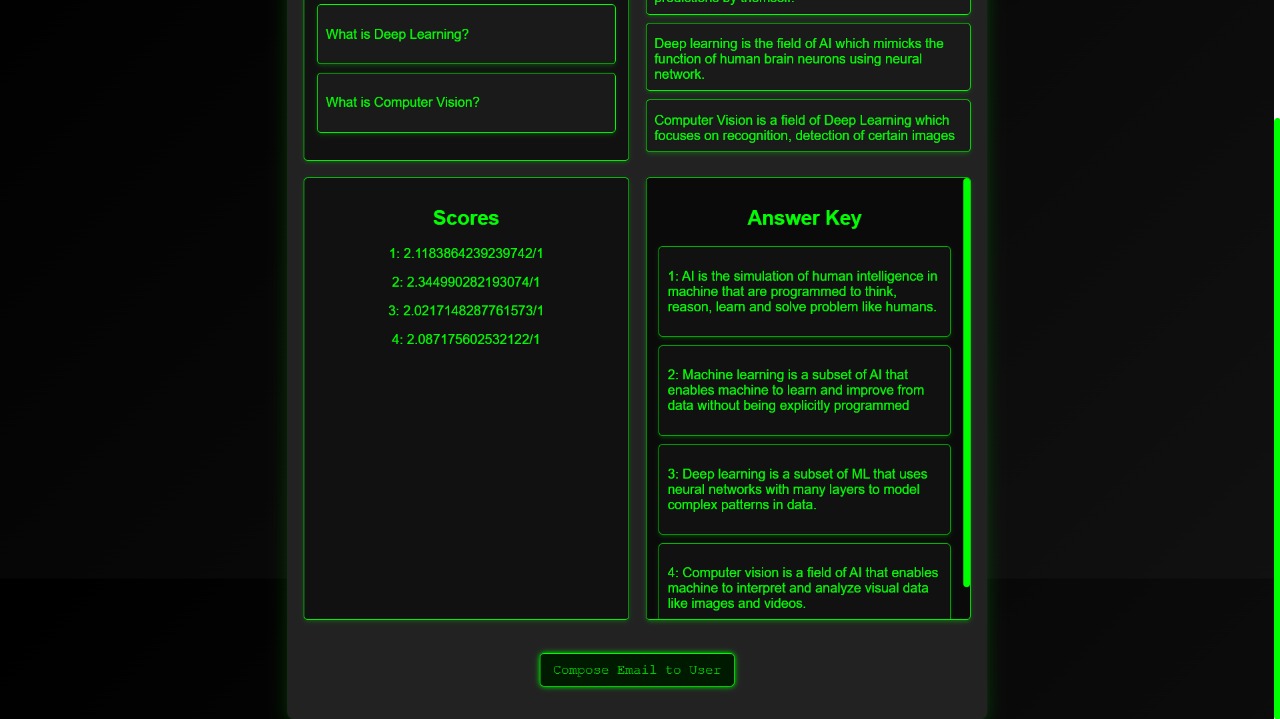 What is Deep Learning?
What is Computer Vision?
Deep learning is the field of AI which mimicks the
function of human brain neurons using neural
network.
Computer Vision is a field of Deep Learning which
focuses on recognition, detection of certain images
Scores
1: 2.1183864239239742/1
2: 2.344990282193074/1
3: 2.0217148287761573/1
4: 2.087175602532122/1
Answer Key
1: AI is the simulation of human intelligence in
machine that are programmed to think,
reason, learn and solve problem like humans.
2: Machine learning is a subset of AI that
enables machine to learn and improve from
data without being explicitly programmed
3: Deep learning is a subset of ML that uses
neural networks with many layers to model
complex patterns in data.
4: Computer vision is a field of AI that enables
machine to interpret and analyze visual data
like images and videos.
Compose Email to User